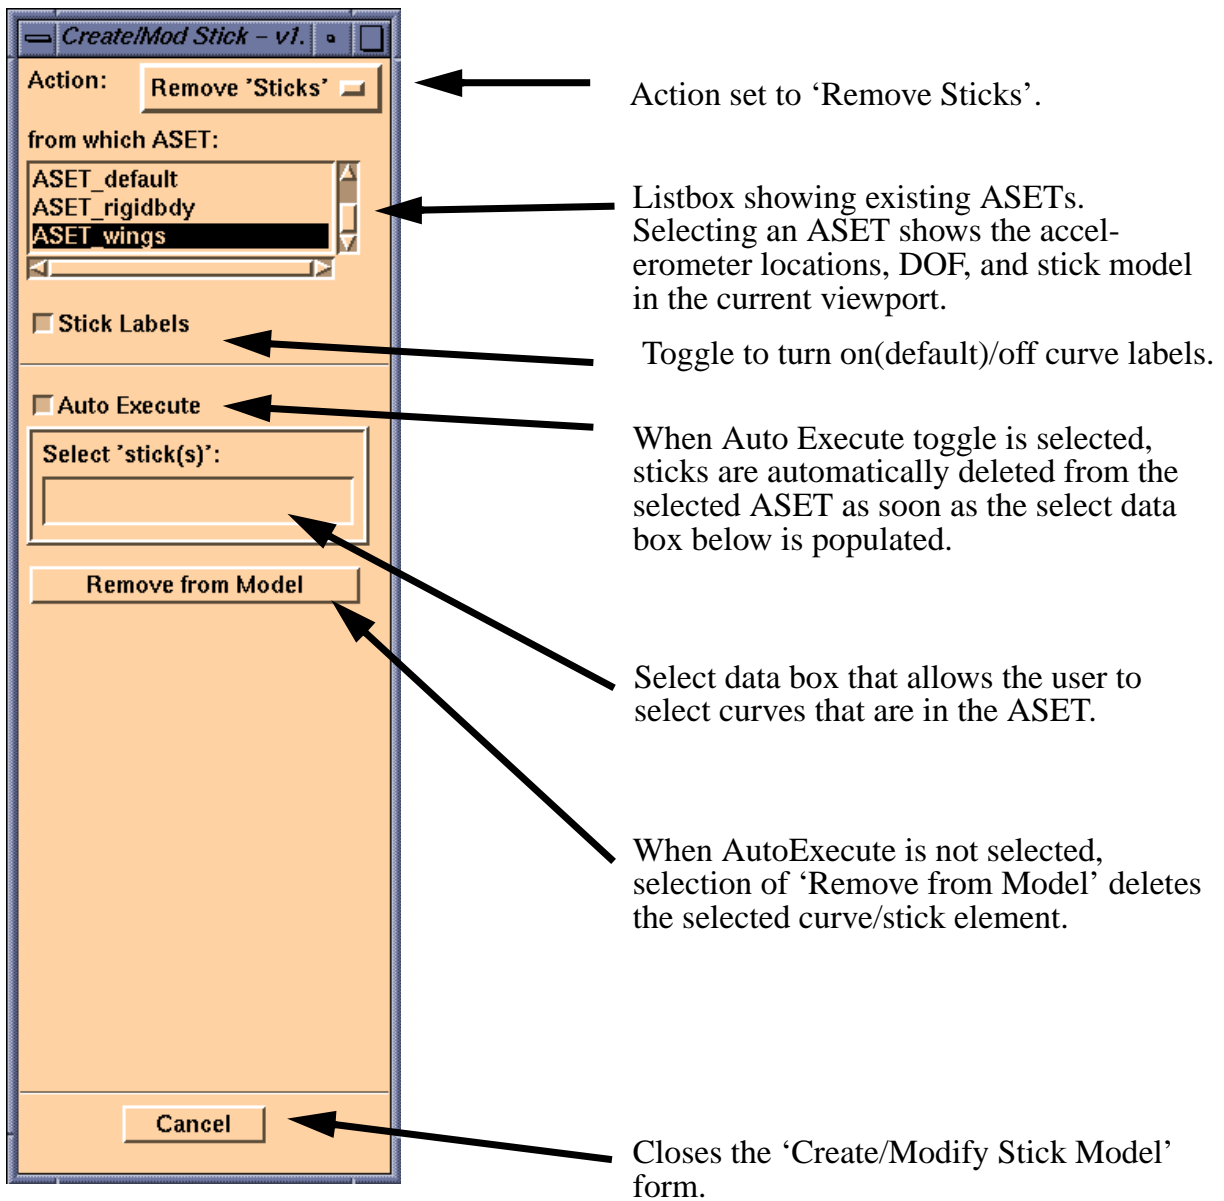 Create/Mod Stick - v1.
Action:
Remove 'Sticks'
from which ASET:
ASET_default
ASET_rigidbdy
ASET_wings
Stick Labels
Auto Execute
Select 'stick(s)':
Remove from Model
Cancel
Action set to ‘Remove Sticks’.
Listbox showing existing ASETs.
Selecting an ASET shows the accel-
erometer locations, DOF, and stick model
in the current viewport.
Toggle to turn on(default)/off curve labels.
When Auto Execute toggle is selected,
sticks are automatically deleted from the
selected ASET as soon as the select data
box below is populated.
Select data box that allows the user to
select curves that are in the ASET.
When AutoExecute is not selected,
selection of ‘Remove from Model’ deletes
the selected curve/stick element.
Closes the ‘Create/Modify Stick Model’
form.